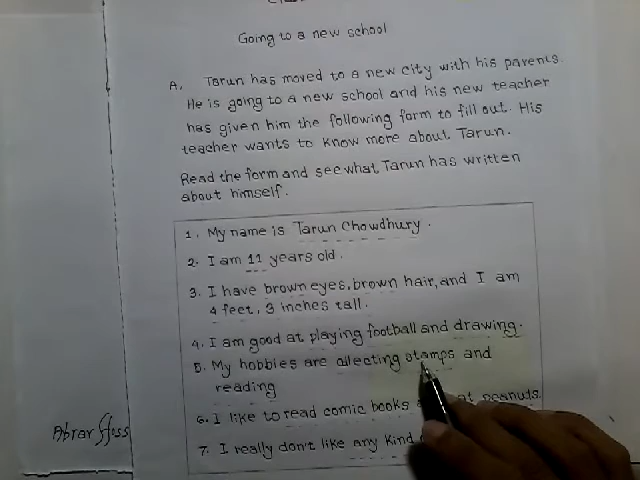 Going to a new school
A. Tarun has moved to a new city with his parents.
He is going to a new school and his new teacher
has given him the following form to fill out. His
teacher wants to know more about Tarun.
Read the form and see what Tarun has written
about himself.
1. My name is Tarun Chowdhury.
2. I am 11 years old.
3. I have brown eyes, brown hair, and I am
4 feet, 3 inches tall.
4. I am good at playing football and drawing.
5. My hobbies are collecting stamps and
reading
6. I like to read comic books peanuts.
7. I really don't like any kind
Abrar